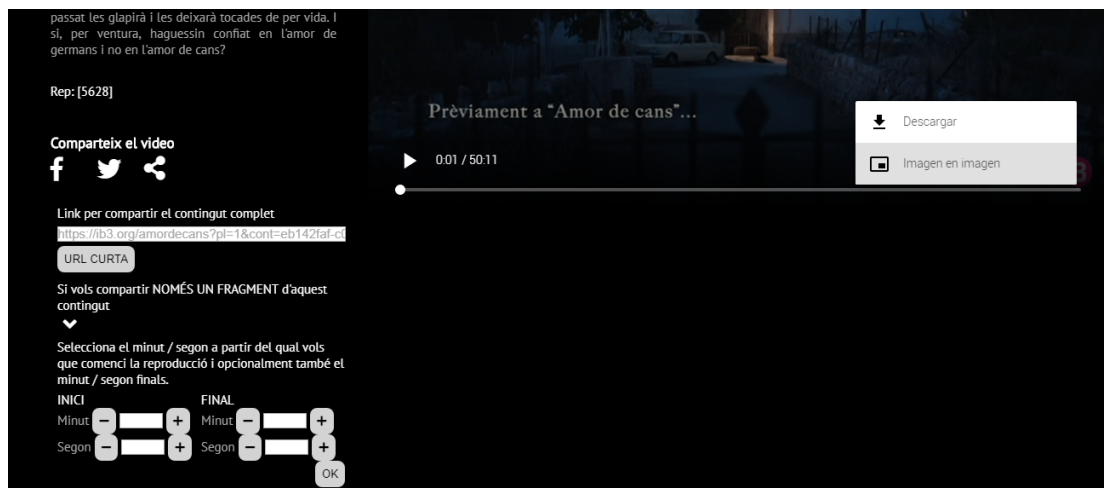 passat les glapirà i les deixarà tocades de per vida. I
si, per ventura, haguessin confiat en l'amor de
germans i no en l'amor de cans?
Rep: [5628]
Comparteix el video
Link per compartir el contingut complet
https://ib3.org/amordecans?pl=1&cont=eb142faf-c0
URL CURTA
Si vols compartir NOMÉS UN FRAGMENT d'aquest
contingut
Selecciona el minut / segon a partir del qual vols
que comenci la reproducció i opcionalment també el
minut / segon finals.
INICI FINAL
Minut − + Minut − +
Segon − + Segon − +
OK
Prèviament a "Amor de cans"...
0:01 / 50:11
Descargar
Imagen en imagen